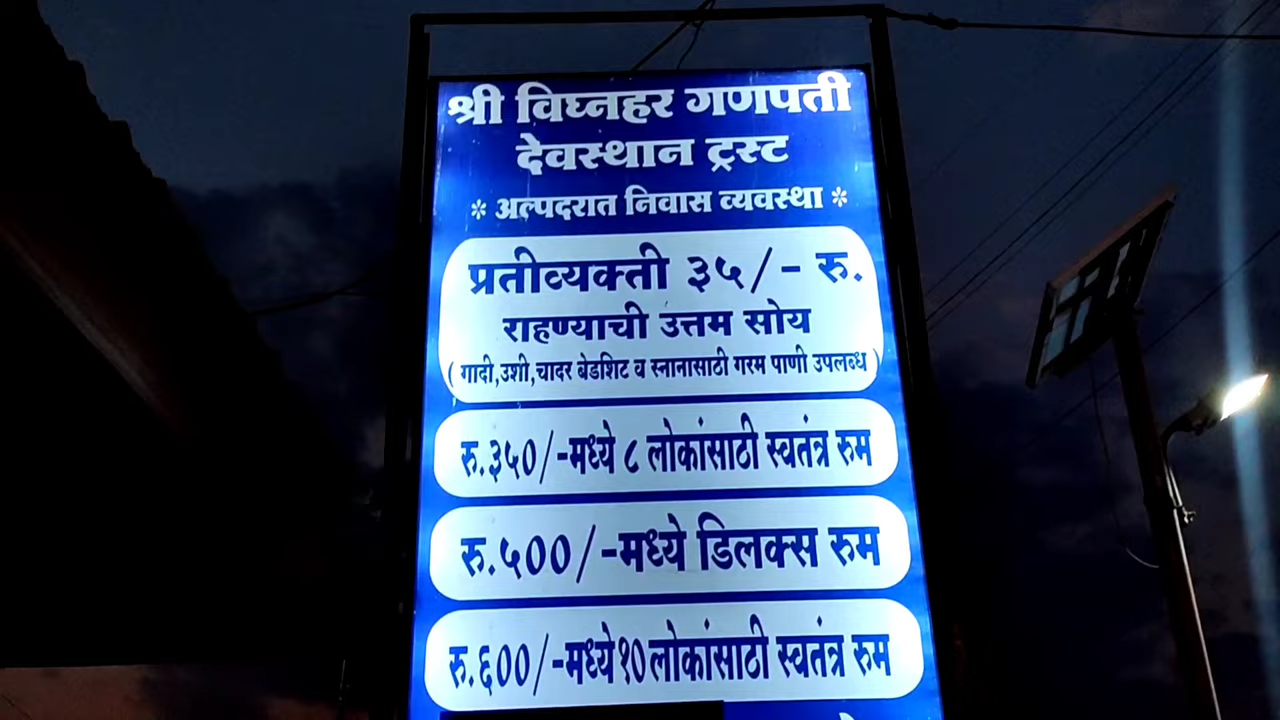 श्री विघ्नहर गणपती
देवस्थान ट्रस्ट
* अल्पदरात निवास व्यवस्था *
प्रतीव्यक्ती ३५/- रु.
राहण्याची उत्तम सोय
( गादी,उशी,चादर बेडशिट व स्नानासाठी गरम पाणी उपलब्ध )
रु.३५०/-मध्ये ८ लोकांसाठी स्वतंत्र रुम
रु.५००/-मध्ये डिलक्स रुम
रु.६००/-मध्ये १० लोकांसाठी स्वतंत्र रुम